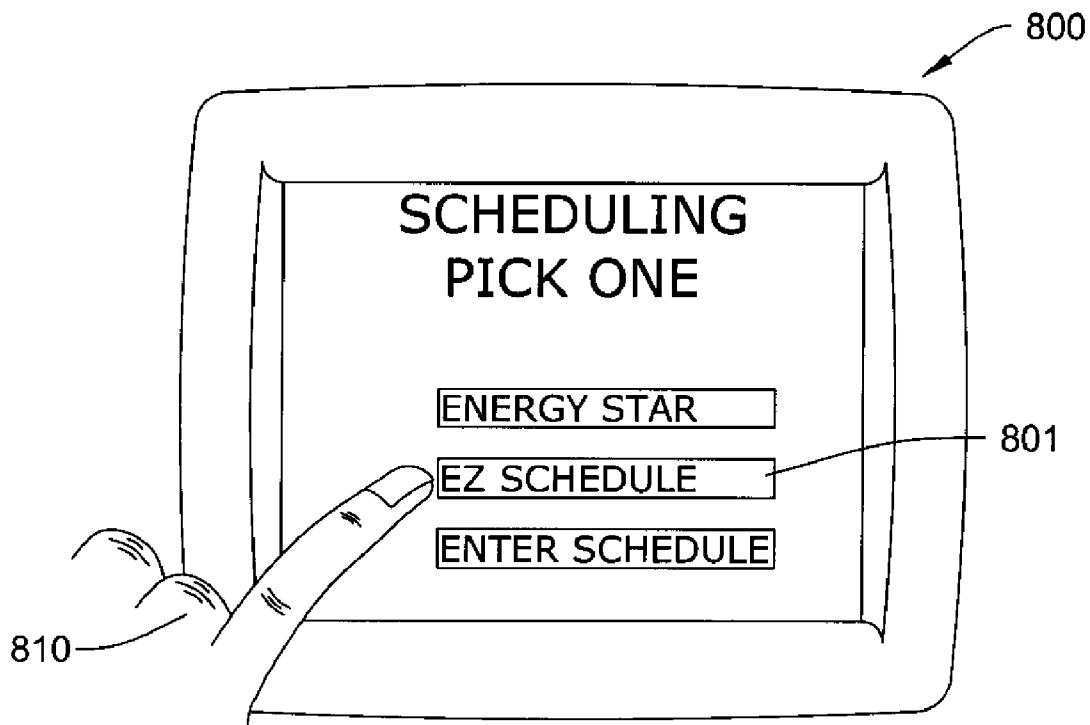 800
SCHEDULING
PICK ONE
ENERGY STAR
801
EZ SCHEDULE
ENTER SCHEDULE
810